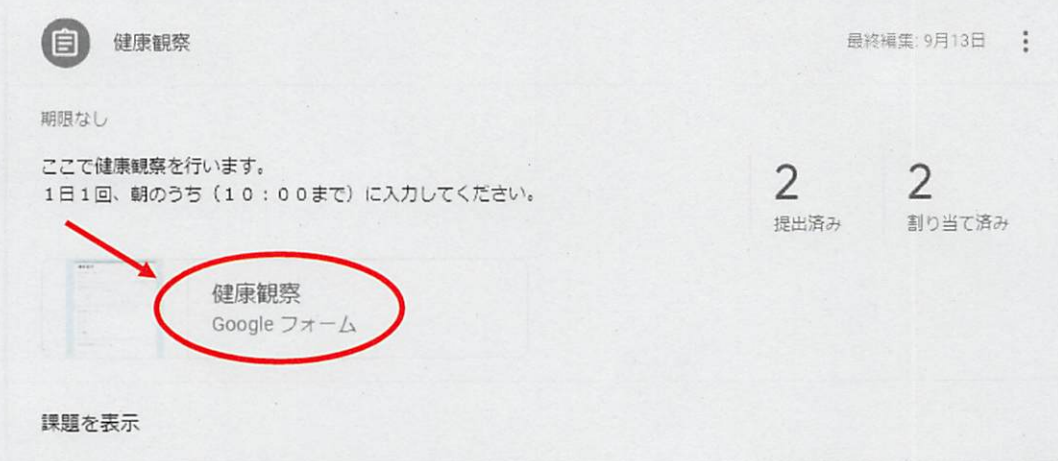 健康観察
最終編集: 9月13日
期限なし
ここで健康観察を行います。
1日1回、朝のうち（10：00まで）に入力してください。
2
提出済み
2
割り当て済み
健康観察
Google フォーム
課題を表示